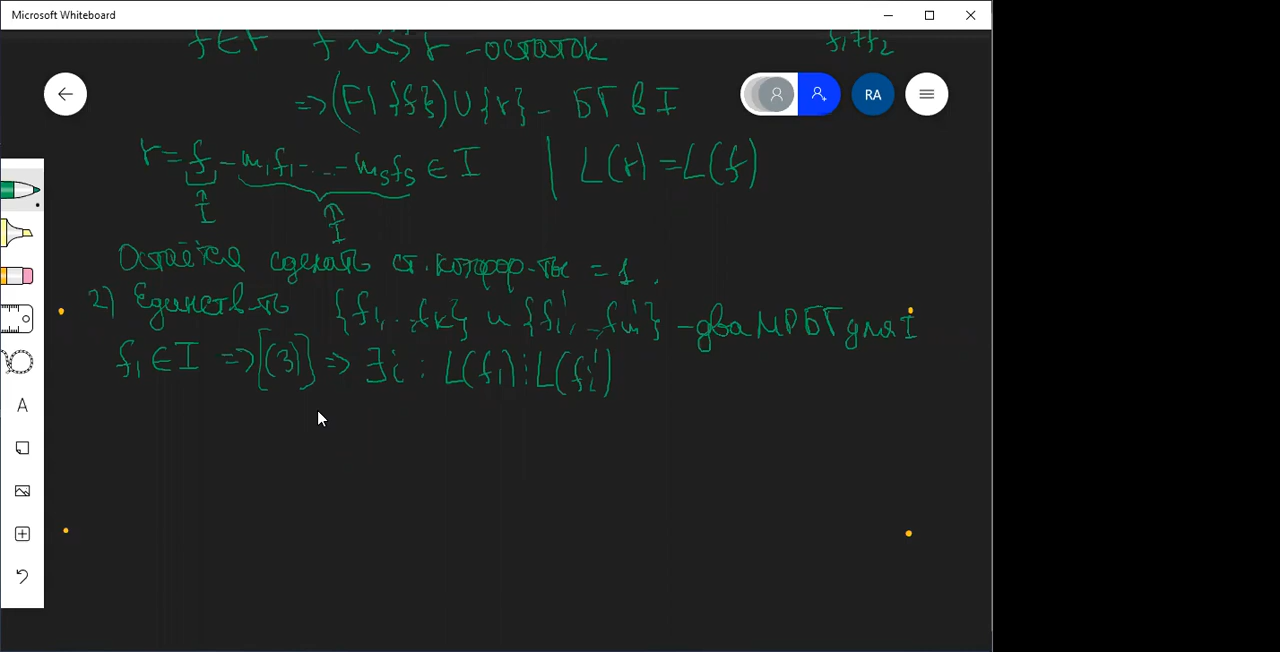 Microsoft Whiteboard
f ∈ F f ⇝ r - остаток
f₁, f₂
=> (F \ {f}) ∪ {r} - БГ в I
RA
r = f - m₁f₁ - ... - mₛfₛ ∈ I | L(r) = L(f)
I I
Остаётся сделать ст. коэфф-ты = 1.
2) Единств-ть {f₁, ..., fₖ} и {f₁', ..., fₘ'} - два МРБГ для I
f₁ ∈ I => [(3)] => ∃i : L(f₁) ⋮ L(fᵢ')
A